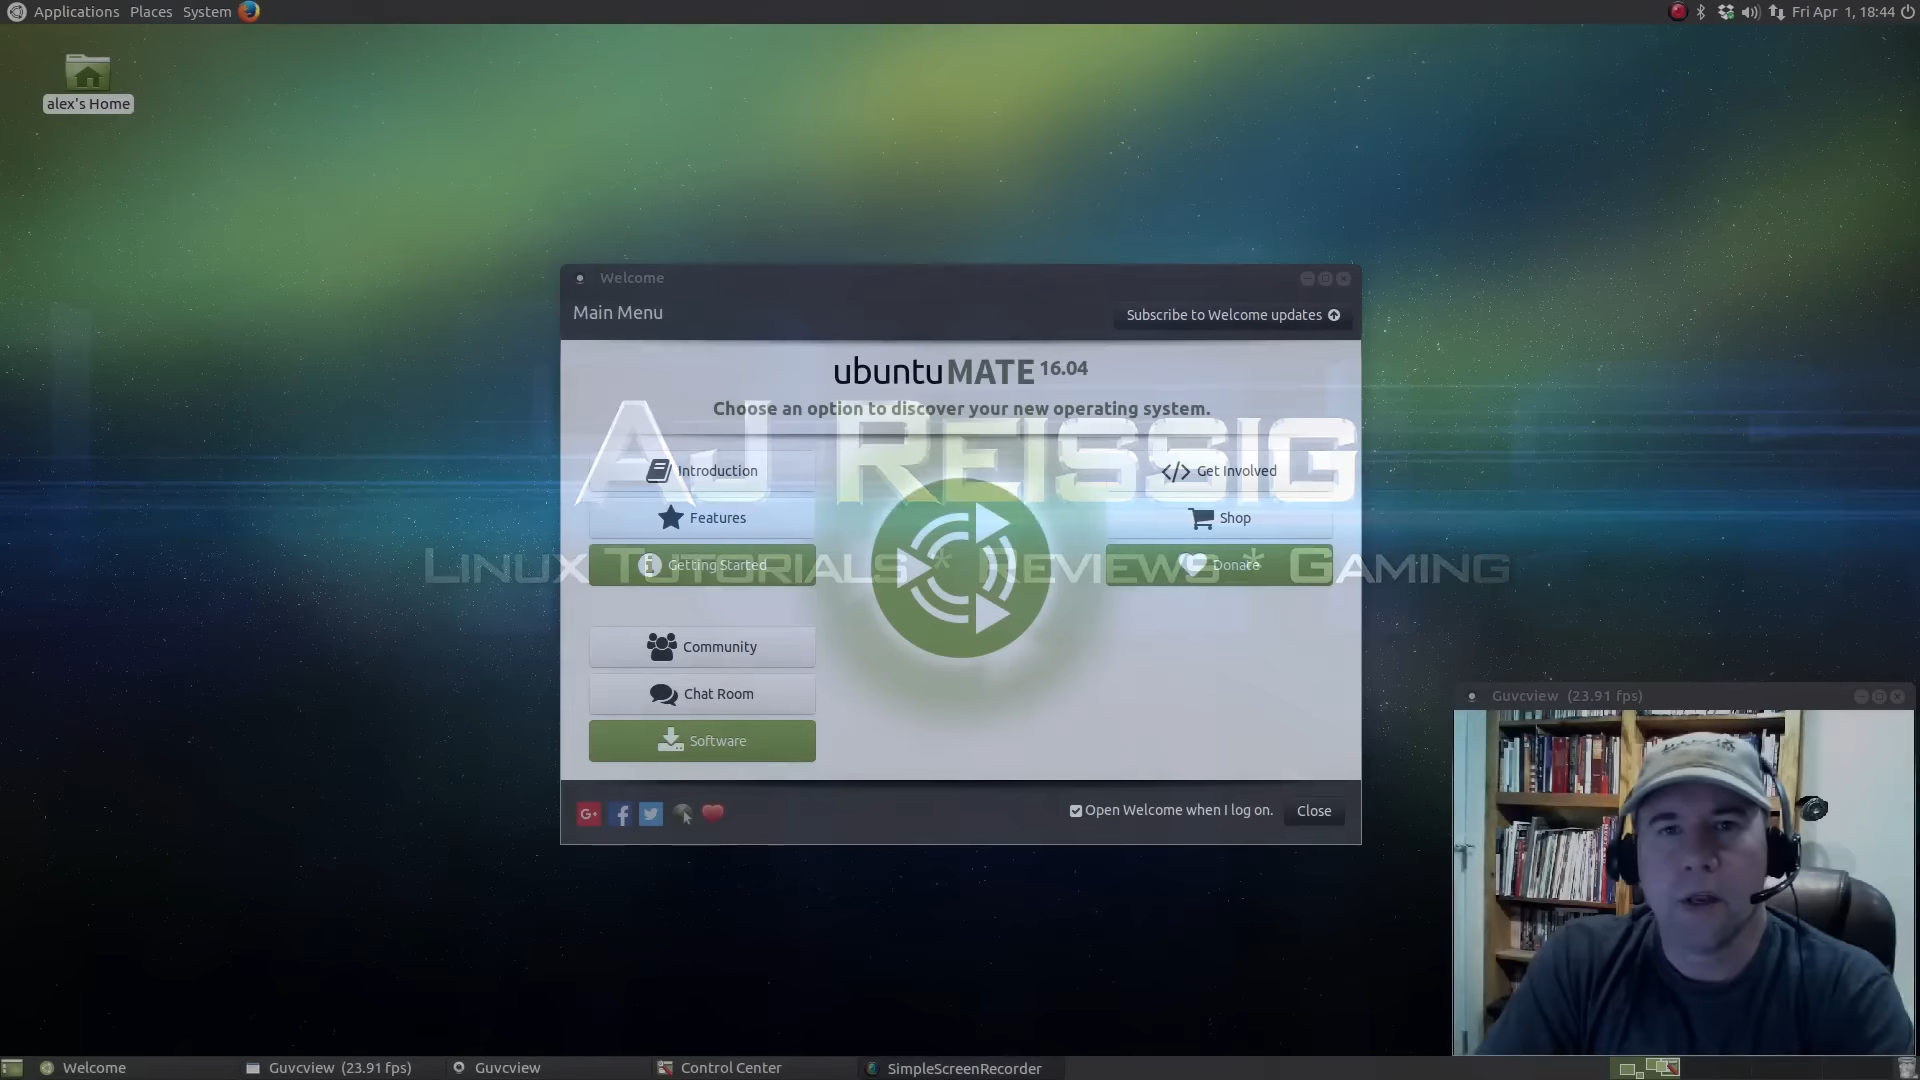 Applications Places System
Fri Apr 1, 18:44
alex's Home
Welcome
Main Menu
Subscribe to Welcome updates
ubuntu MATE 16.04
Choose an option to discover your new operating system.
AJ Reissig
Introduction
Get Involved
Features
Shop
Linux Tutorials * Reviews * Gaming
Getting Started
Donate
Community
Chat Room
Software
G+
Open Welcome when I log on.
Close
Guvcview (23.91 fps)
Welcome
Guvcview (23.91 fps)
Guvcview
Control Center
SimpleScreenRecorder